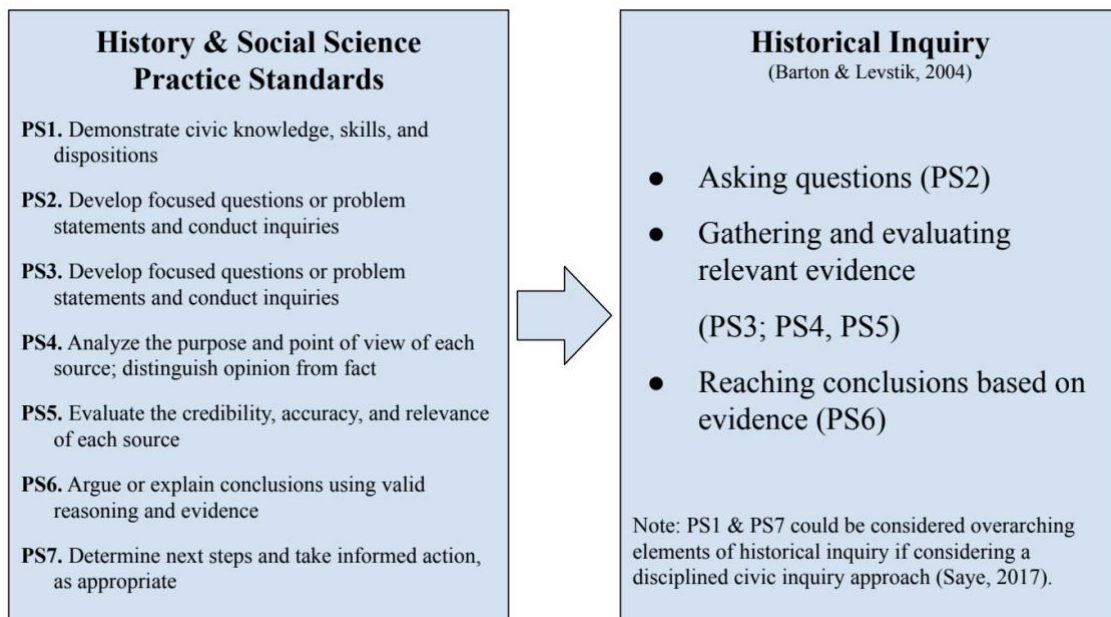 History & Social Science
Practice Standards
PS1. Demonstrate civic knowledge, skills, and
dispositions
PS2. Develop focused questions or problem
statements and conduct inquiries
PS3. Develop focused questions or problem
statements and conduct inquiries
PS4. Analyze the purpose and point of view of each
source; distinguish opinion from fact
PS5. Evaluate the credibility, accuracy, and relevance
of each source
PS6. Argue or explain conclusions using valid
reasoning and evidence
PS7. Determine next steps and take informed action,
as appropriate
Historical Inquiry
(Barton & Levstik, 2004)
● Asking questions (PS2)
● Gathering and evaluating
relevant evidence
(PS3; PS4, PS5)
● Reaching conclusions based on
evidence (PS6)
Note: PS1 & PS7 could be considered overarching
elements of historical inquiry if considering a
disciplined civic inquiry approach (Saye, 2017).